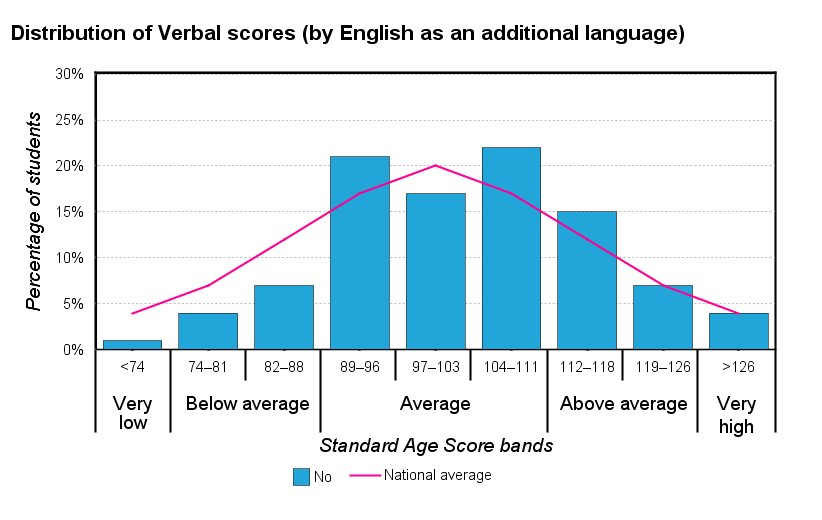 Distribution of Verbal scores (by English as an additional language)
30%
25%
20%
15%
10%
5%
0%
Percentage of students
<74 74–81 82–88 89–96 97–103 104–111 112–118 119–126 >126
Very low Below average Average Above average Very high
Standard Age Score bands
No National average